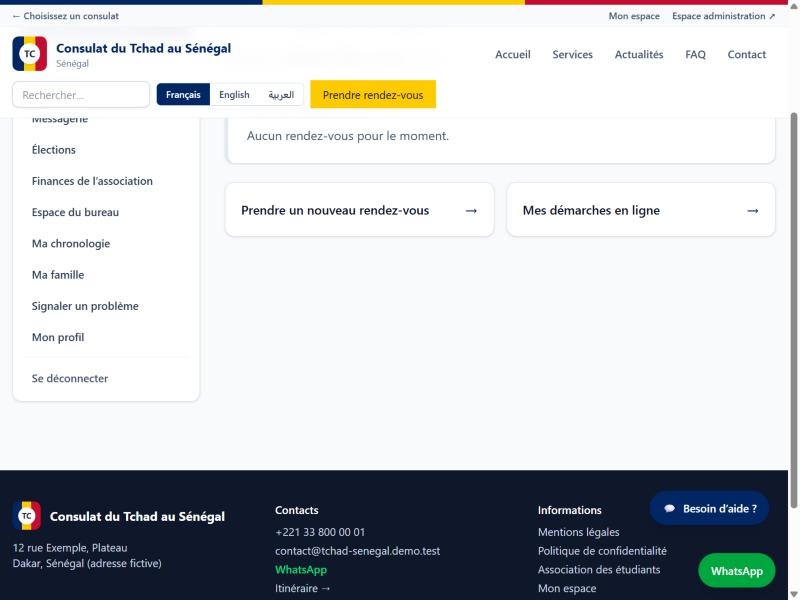 ← Choisissez un consulat
Mon espace
Espace administration ↗
TC
Consulat du Tchad au Sénégal
Sénégal
Accueil
Services
Actualités
FAQ
Contact
Rechercher...
Français
English
العربية
Prendre rendez-vous
Messagerie
Élections
Finances de l’association
Espace du bureau
Ma chronologie
Ma famille
Signaler un problème
Mon profil
Se déconnecter
Aucun rendez-vous pour le moment.
Prendre un nouveau rendez-vous →
Mes démarches en ligne →
TC
Consulat du Tchad au Sénégal
12 rue Exemple, Plateau
Dakar, Sénégal (adresse fictive)
Contacts
+221 33 800 00 01
contact@tchad-senegal.demo.test
WhatsApp
Itinéraire →
Informations
Mentions légales
Politique de confidentialité
Association des étudiants
Mon espace
Besoin d’aide ?
WhatsApp